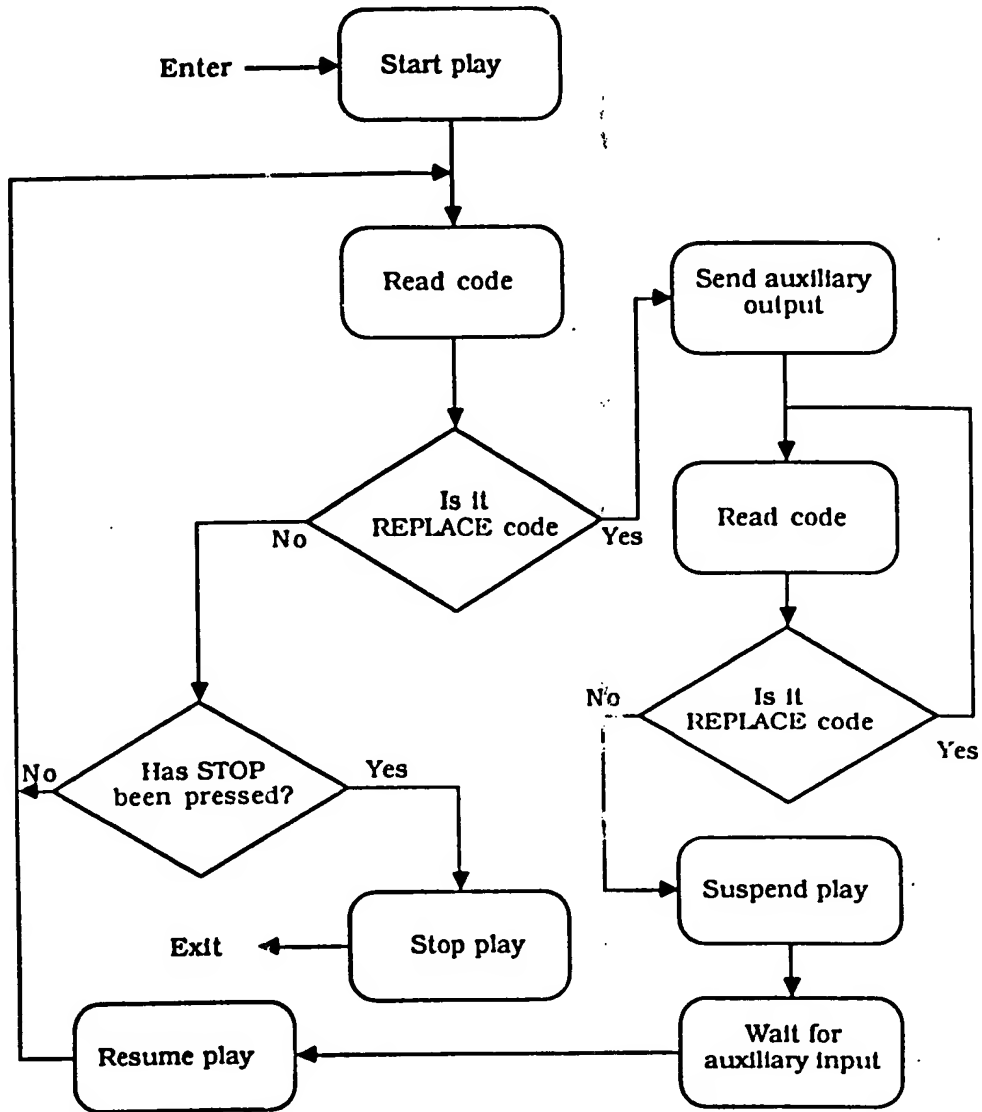 Enter
Start play
Read code
Send auxiliary
output
Is it
REPLACE code
No
Yes
Read code
Is it
REPLACE code
No
Yes
Has STOP
been pressed?
No
Yes
Suspend play
Stop play
Exit
Wait for
auxiliary input
Resume play